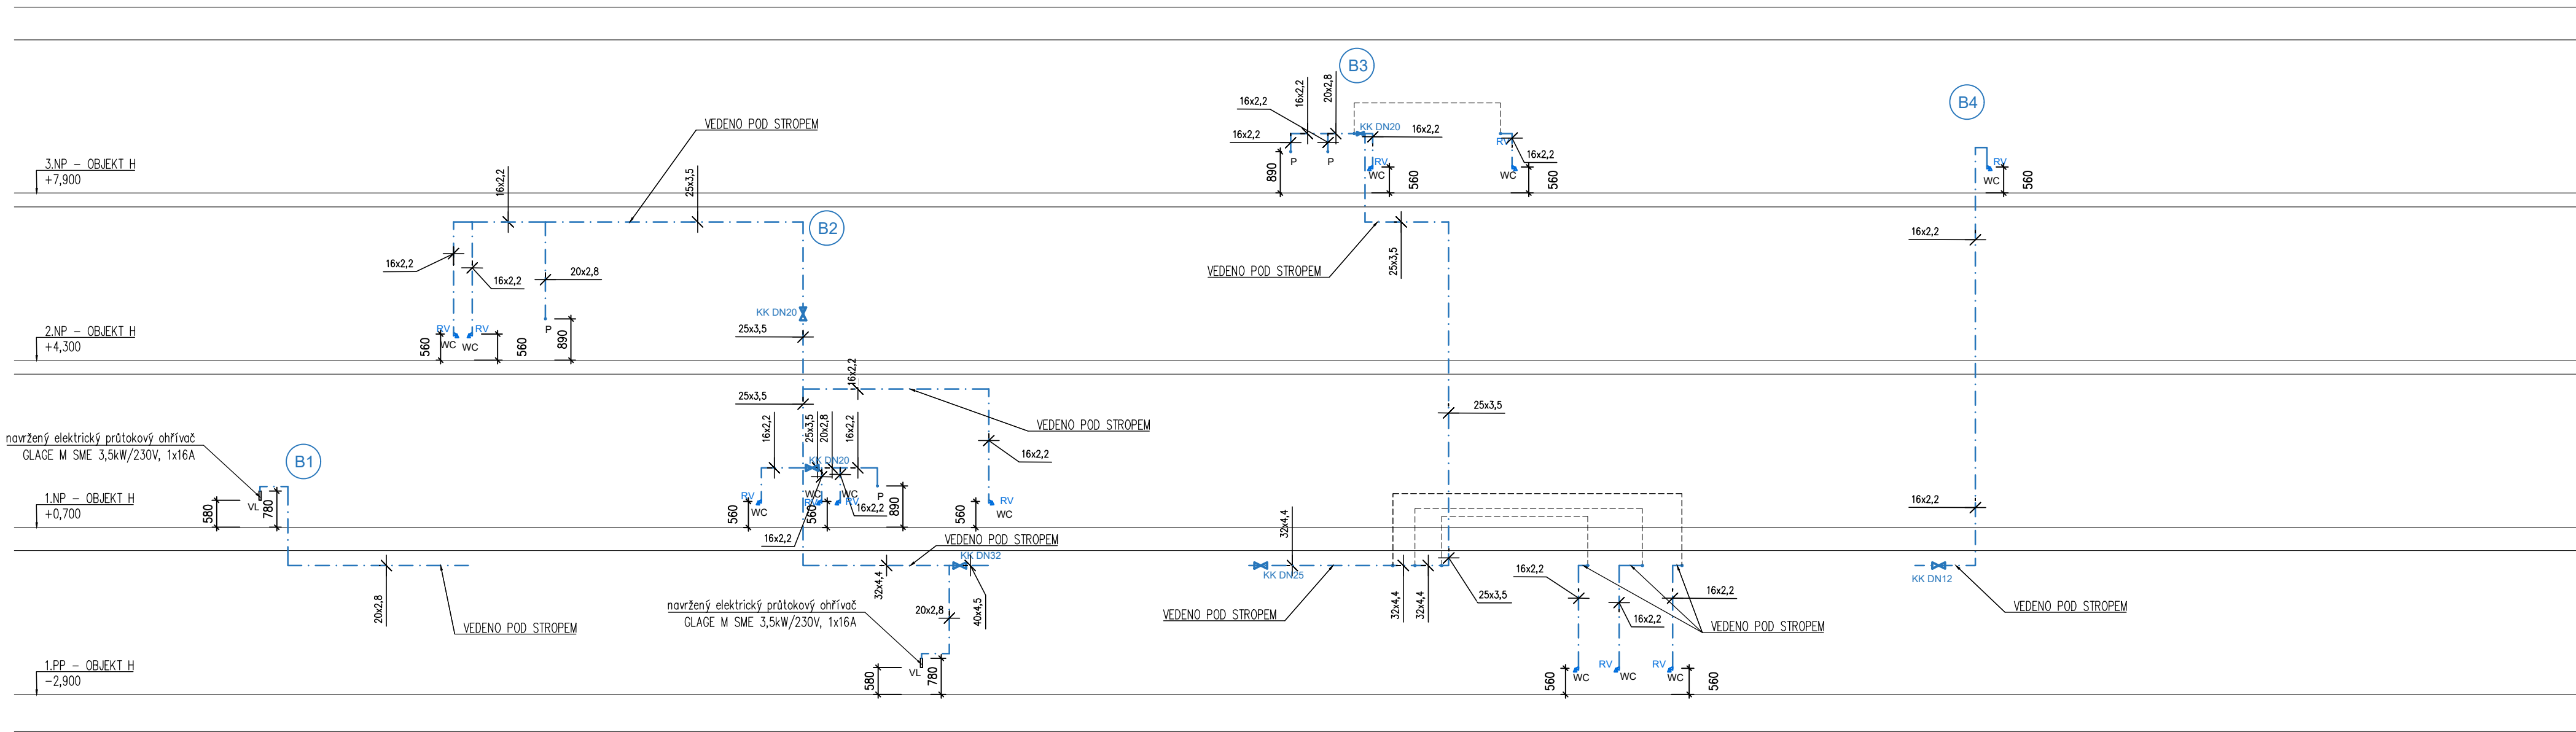 B3
B4
16x2,2
20x2,8
16x2,2
KK DN20
16x2,2
16x2,2
RV
16x2,2
P
P
RV
WC
WC
RV
WC
890
560
560
560
VEDENO POD STROPEM
3.NP – OBJEKT H
+7,900
16x2,2
25x3,5
B2
16x2,2
16x2,2
20x2,8
VEDENO POD STROPEM
25x3,5
16x2,2
KK DN20
25x3,5
RV
RV
P
WC
WC
560
560
890
2.NP – OBJEKT H
+4,300
16x2,2
25x3,5
VEDENO POD STROPEM
25x3,5
16x2,2
25x3,5
20x2,8
16x2,2
KK DN20
16x2,2
navržený elektrický průtokový ohřívač
GLAGE M SME 3,5kW/230V, 1x16A
B1
RV
WC
RV
WC
RV
WC
P
RV
WC
16x2,2
16x2,2
560
560
890
560
16x2,2
1.NP – OBJEKT H
+0,700
580
VL
780
VEDENO POD STROPEM
KK DN32
32x4,4
KK DN25
KK DN12
20x2,8
VEDENO POD STROPEM
32x4,4
40x4,5
20x2,8
navržený elektrický průtokový ohřívač
GLAGE M SME 3,5kW/230V, 1x16A
VEDENO POD STROPEM
32x4,4
32x4,4
25x3,5
16x2,2
16x2,2
16x2,2
VEDENO POD STROPEM
VEDENO POD STROPEM
1.PP – OBJEKT H
−2,900
580
VL
780
560
WC
RV
WC
RV
WC
560